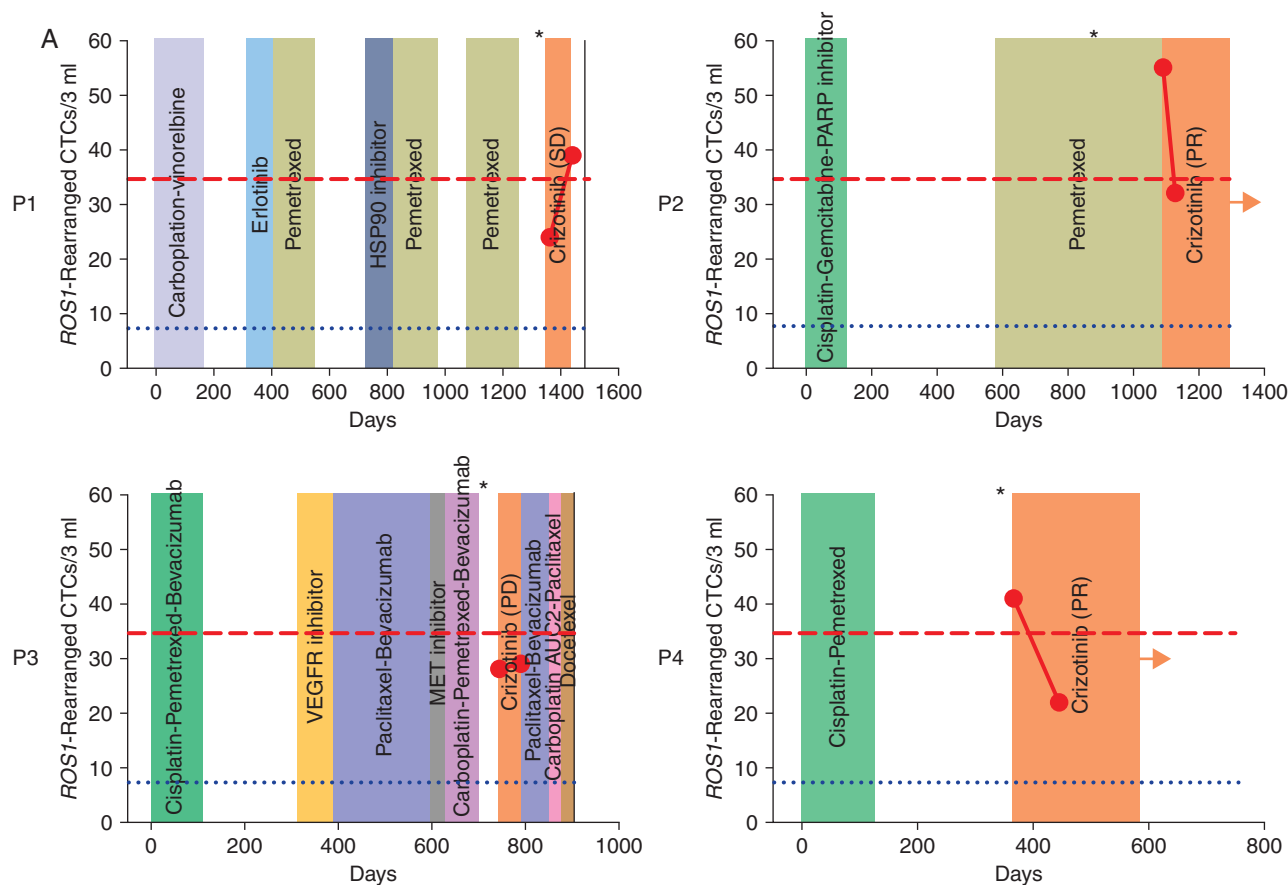 A
P1
ROS1-Rearranged CTCs/3 ml
60
50
40
30
20
10
0
Carboplation-vinorelbine
Erlotinib
Pemetrexed
HSP90 inhibitor
Pemetrexed
Pemetrexed
*
Crizotinib (SD)
0 200 400 600 800 1000 1200 1400 1600
Days
P2
ROS1-Rearranged CTCs/3 ml
60
50
40
30
20
10
0
Cisplatin-Gemcitabine-PARP inhibitor
*
Pemetrexed
Crizotinib (PR)
0 200 400 600 800 1000 1200 1400
Days
P3
ROS1-Rearranged CTCs/3 ml
60
50
40
30
20
10
0
Cisplatin-Pemetrexed-Bevacizumab
VEGFR inhibitor
Paclitaxel-Bevacizumab
MET inhibitor
Carboplatin-Pemetrexed-Bevacizumab
*
Crizotinib (PD)
Paclitaxel-Bevacizumab
Carboplatin AUC2-Paclitaxel
Docetexel
0 200 400 600 800 1000
Days
P4
ROS1-Rearranged CTCs/3 ml
60
50
40
30
20
10
0
Cisplatin-Pemetrexed
*
Crizotinib (PR)
0 200 400 600 800
Days